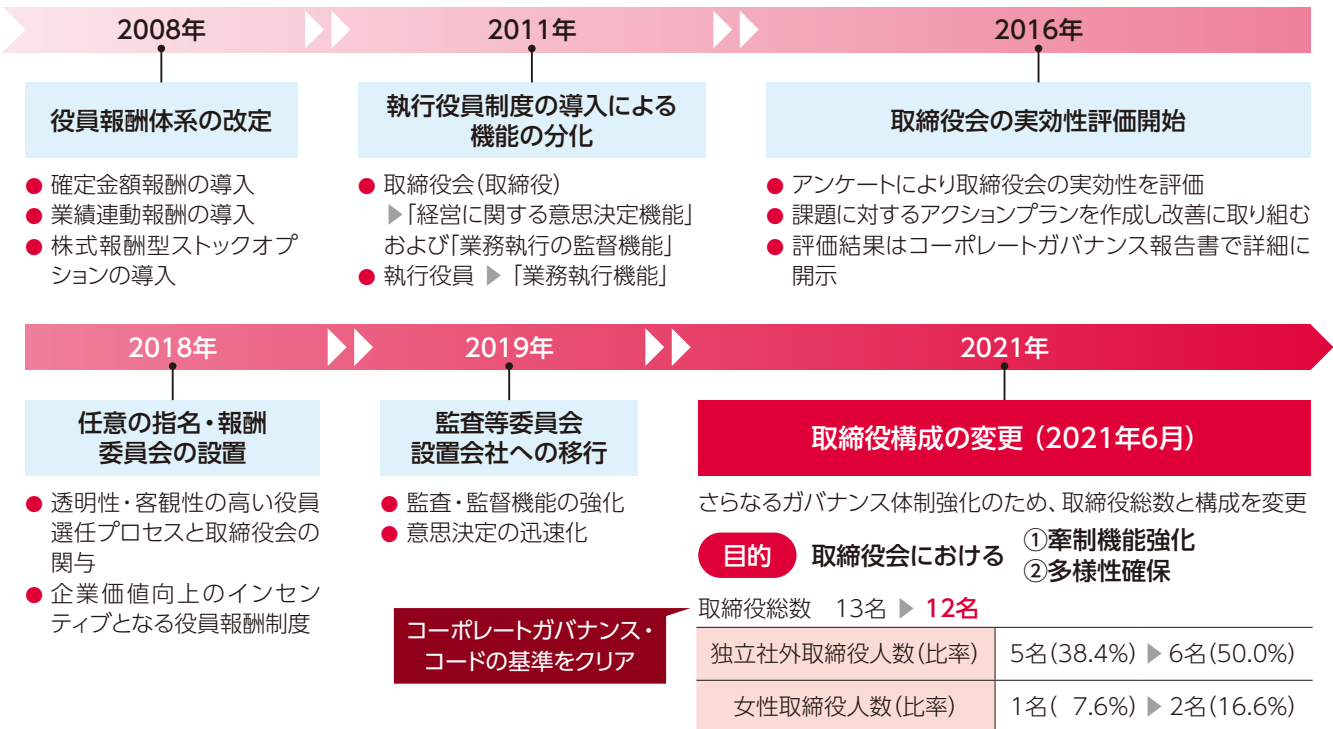 2008年
2011年
2016年
役員報酬体系の改定
● 確定金額報酬の導入
● 業績連動報酬の導入
● 株式報酬型ストックオプ
ションの導入
執行役員制度の導入による
機能の分化
● 取締役会(取締役)
▶「経営に関する意思決定機能」
および「業務執行の監督機能」
● 執行役員 ▶「業務執行機能」
取締役会の実効性評価開始
● アンケートにより取締役会の実効性を評価
● 課題に対するアクションプランを作成し改善に取り組む
● 評価結果はコーポレートガバナンス報告書で詳細に
開示
2018年
2019年
2021年
任意の指名・報酬
委員会の設置
● 透明性・客観性の高い役員
選任プロセスと取締役会の
関与
● 企業価値向上のインセン
ティブとなる役員報酬制度
監査等委員会
設置会社への移行
● 監査・監督機能の強化
● 意思決定の迅速化
取締役構成の変更（2021年6月）
さらなるガバナンス体制強化のため、取締役総数と構成を変更
目的 取締役会における
①牽制機能強化
②多様性確保
取締役総数 13名 ▶ 12名
コーポレートガバナンス・
コードの基準をクリア
独立社外取締役人数(比率) 5名(38.4%) ▶ 6名(50.0%)
女性取締役人数(比率) 1名( 7.6%) ▶ 2名(16.6%)